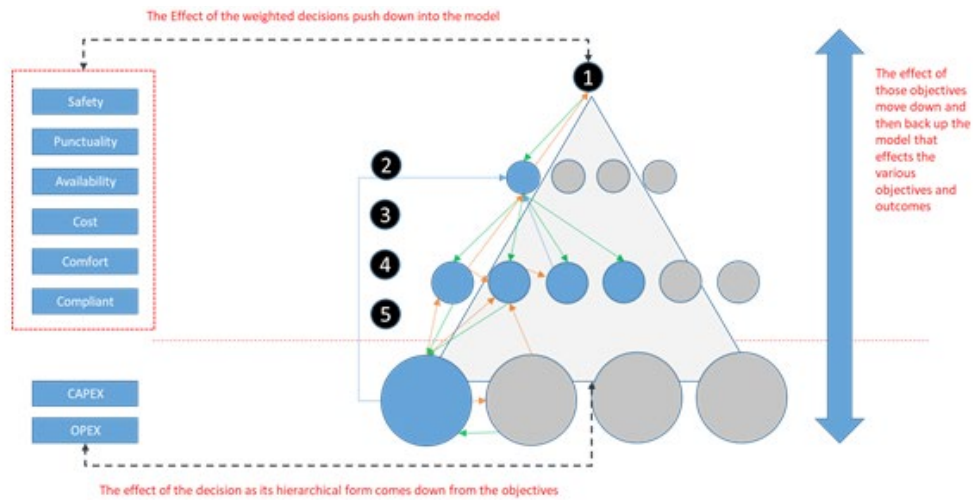 The Effect of the weighted decisions push down into the model
1
Safety
Punctuality
Availability
Cost
Comfort
Compliant
2
3
4
5
The effect of
those objectives
move down and
then back up the
model that
effects the
various
objectives and
outcomes
CAPEX
OPEX
The effect of the decision as its hierarchical form comes down from the objectives